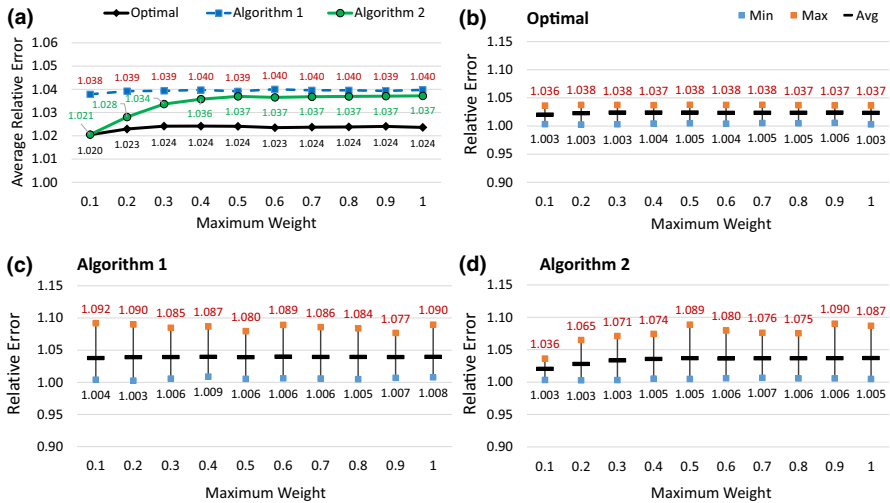 (a)
Optimal Algorithm 1 Algorithm 2
1.06
1.05
1.04
1.03
1.02
1.01
1.00
Average Relative Error
1.038 1.039 1.039 1.040 1.039 1.040 1.039 1.039 1.039 1.040
1.021 1.028 1.034 1.036 1.037 1.037 1.037 1.037 1.037 1.037
1.020 1.023 1.024 1.024 1.024 1.023 1.024 1.024 1.024 1.024
0.1 0.2 0.3 0.4 0.5 0.6 0.7 0.8 0.9 1
Maximum Weight
(b)
Optimal
Min Max Avg
1.15
1.10
1.05
1.00
0.95
0.90
Relative Error
1.036 1.038 1.038 1.037 1.038 1.038 1.038 1.037 1.037 1.037
1.003 1.003 1.003 1.004 1.005 1.004 1.005 1.005 1.006 1.003
0.1 0.2 0.3 0.4 0.5 0.6 0.7 0.8 0.9 1
Maximum Weight
(c)
Algorithm 1
1.15
1.10
1.05
1.00
0.95
0.90
Relative Error
1.092 1.090 1.085 1.087 1.080 1.089 1.086 1.084 1.077 1.090
1.004 1.003 1.006 1.009 1.006 1.006 1.006 1.005 1.007 1.008
0.1 0.2 0.3 0.4 0.5 0.6 0.7 0.8 0.9 1
Maximum Weight
(d)
Algorithm 2
1.15
1.10
1.05
1.00
0.95
0.90
Relative Error
1.036 1.065 1.071 1.074 1.089 1.080 1.076 1.075 1.090 1.087
1.003 1.003 1.003 1.005 1.005 1.006 1.007 1.006 1.006 1.005
0.1 0.2 0.3 0.4 0.5 0.6 0.7 0.8 0.9 1
Maximum Weight